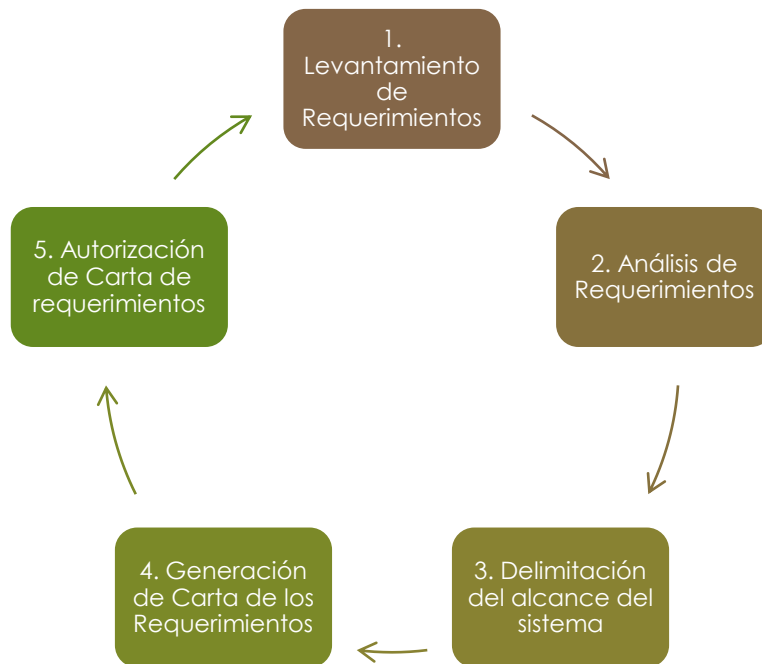 1.
Levantamiento
de
Requerimientos
2. Análisis de
Requerimientos
3. Delimitación
del alcance del
sistema
4. Generación
de Carta de los
Requerimientos
5. Autorización
de Carta de
requerimientos